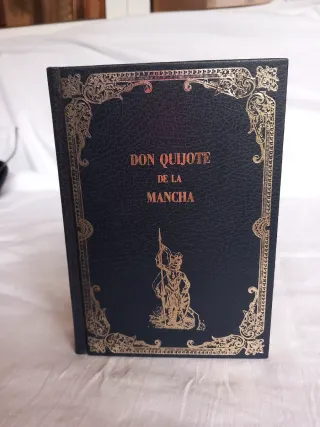 DON QUIJOTE
DE LA
MANCHA